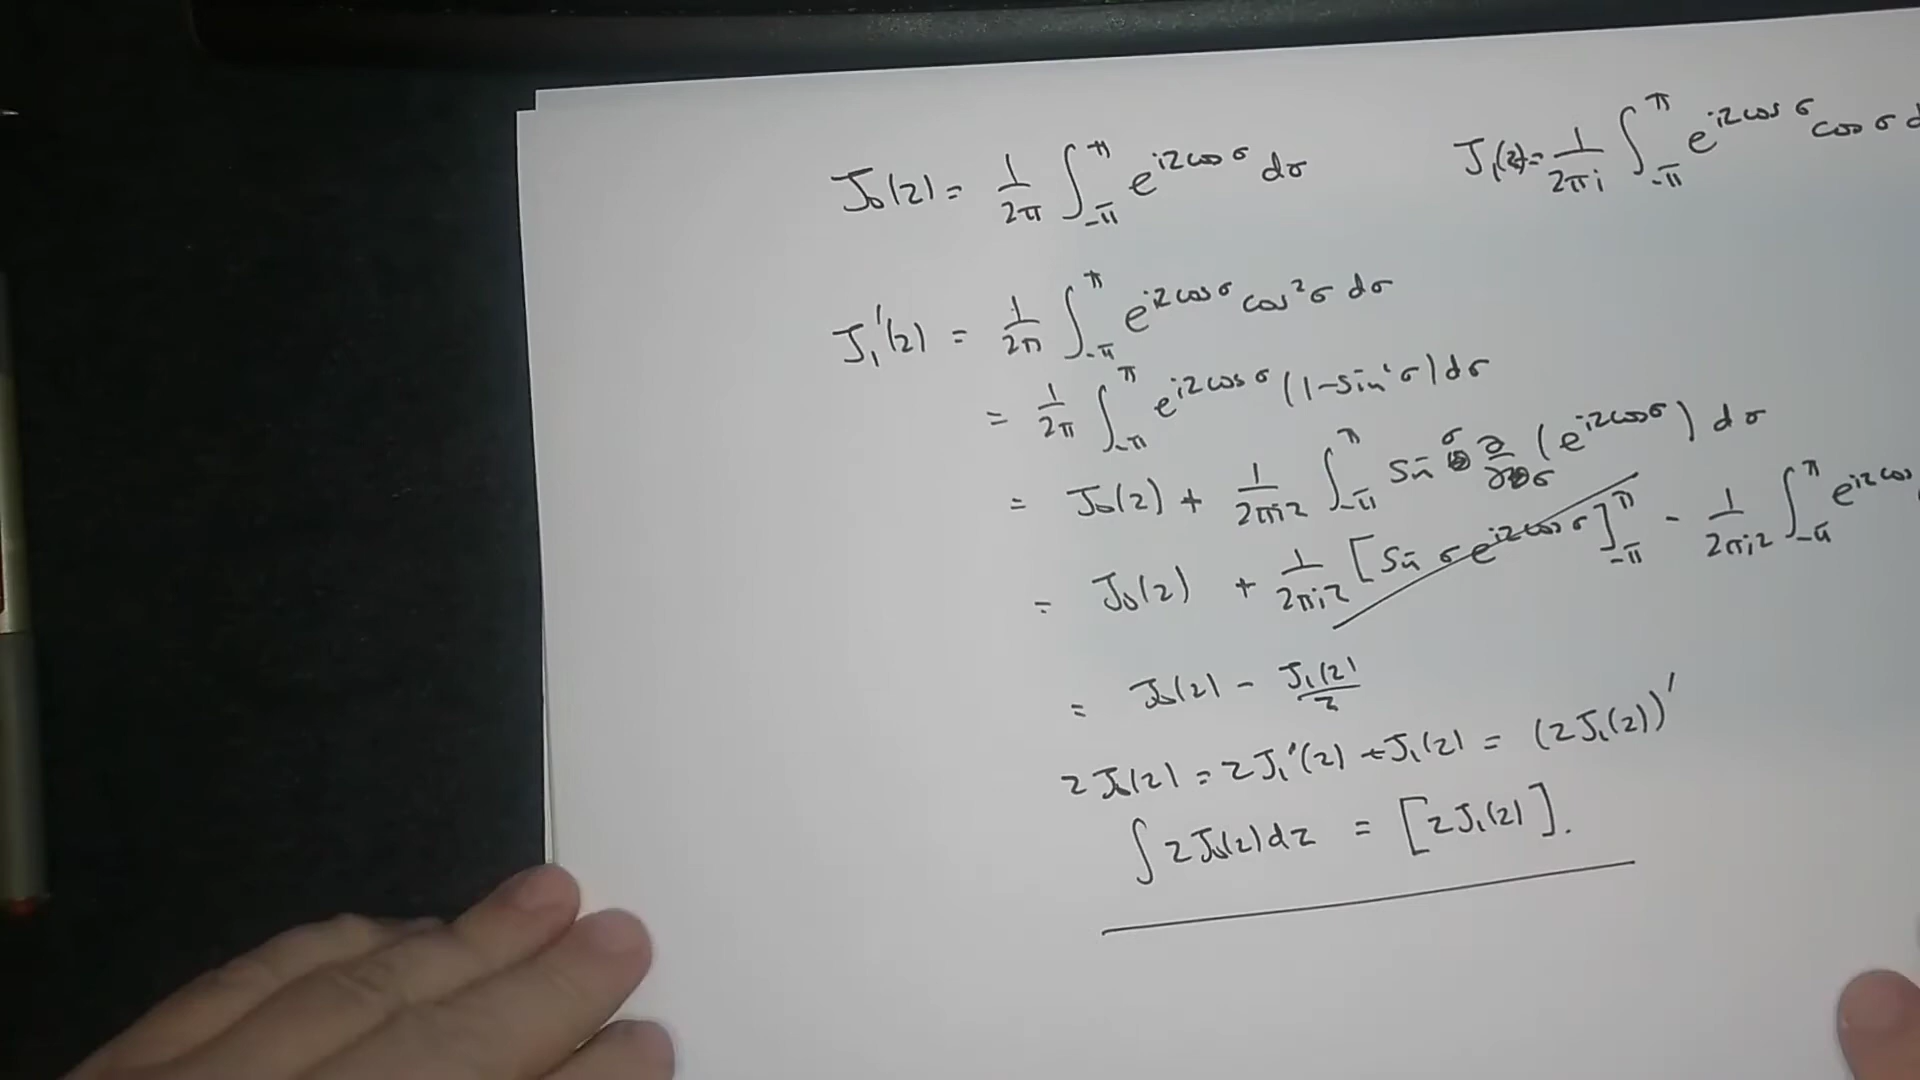 J₀(z) = 1/2π ∫_{-π}^{π} e^{iz cos σ} dσ     J₁(z) = 1/2πi ∫_{-π}^{π} e^{iz cos σ} cos σ d
J₁'(z) = 1/2π ∫_{-π}^{π} e^{iz cos σ} cos²σ dσ
= 1/2π ∫_{-π}^{π} e^{iz cos σ} (1 - sin²σ) dσ
= J₀(z) + 1/2πiz ∫_{-π}^{π} sin σ ∂/∂σ (e^{iz cos σ}) dσ
= J₀(z) + 1/2πiz [sin σ e^{iz cos σ}]_{-π}^{π} - 1/2πiz ∫_{-π}^{π} e^{iz cos
= J₀(z) - J₁(z)/z
z J₀(z) = z J₁'(z) + J₁(z) = (z J₁(z))'
∫ z J₀(z) dz = [z J₁(z)].